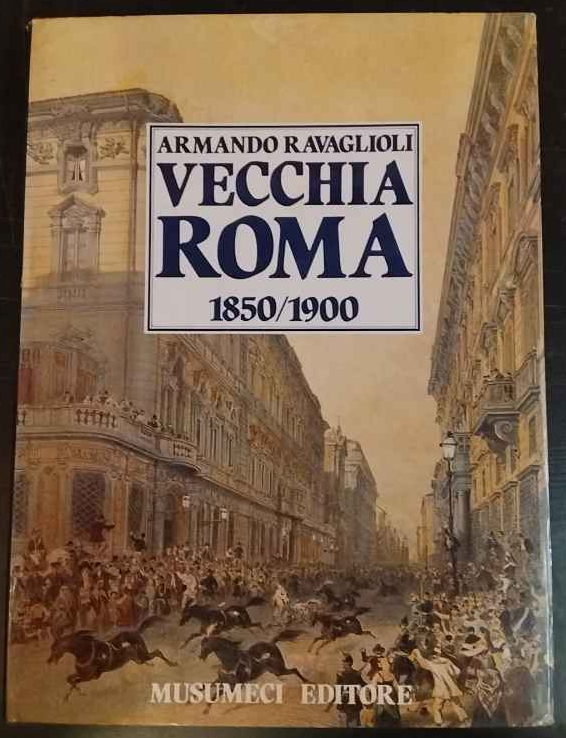 ARMANDO RAVAGLIOLI
VECCHIA
ROMA
1850/1900
MUSUMECI EDITORE